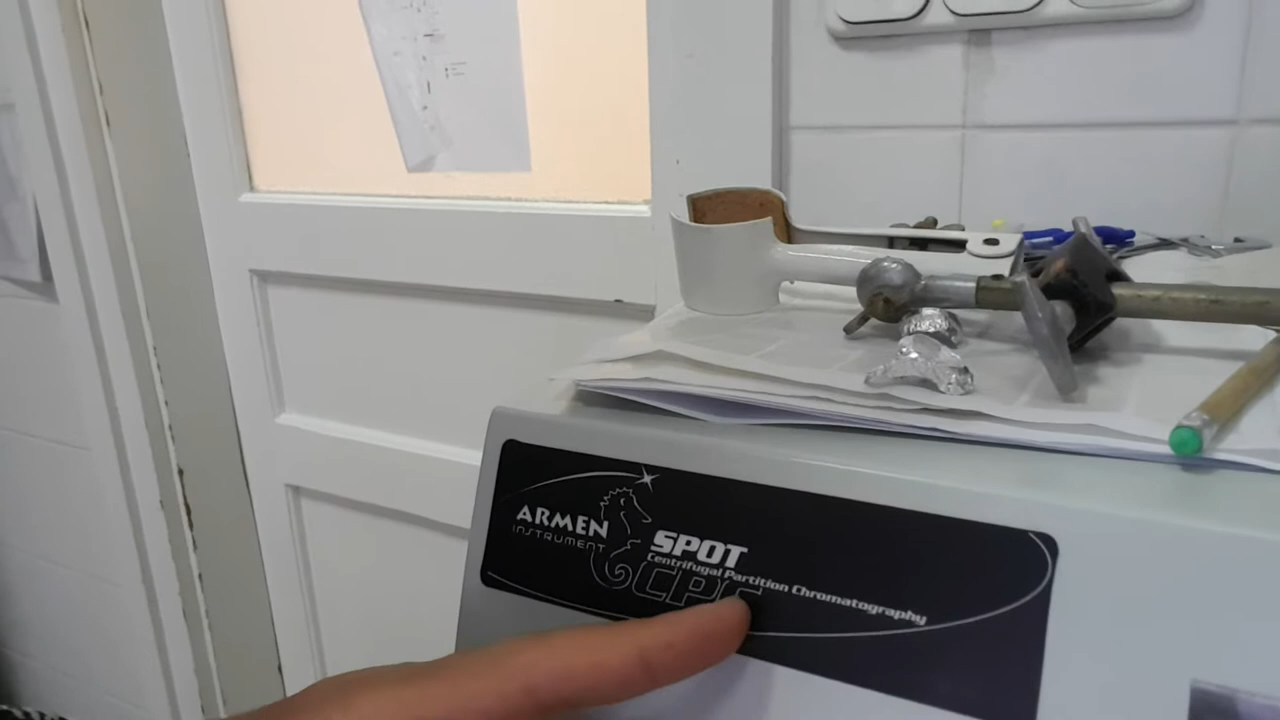 ARMEN
INSTRUMENT
SPOT
Centrifugal Partition Chromatography
CPC